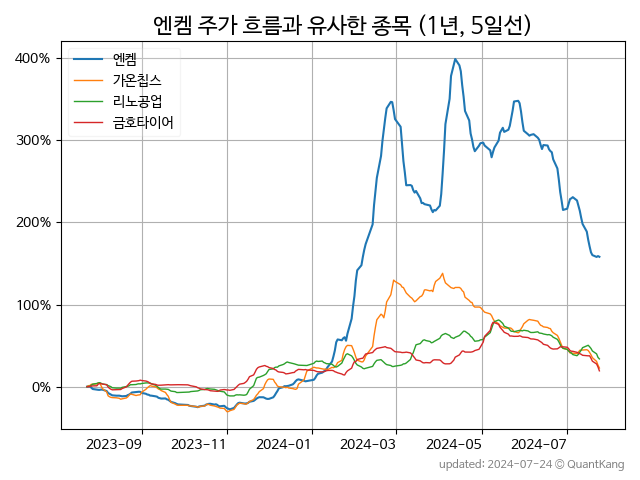 엔켐 주가 흐름과 유사한 종목 (1년, 5일선)
엔켐
가온칩스
리노공업
금호타이어
400%
300%
200%
100%
0%
2023-09 2023-11 2024-01 2024-03 2024-05 2024-07
updated: 2024-07-24 © QuantKang